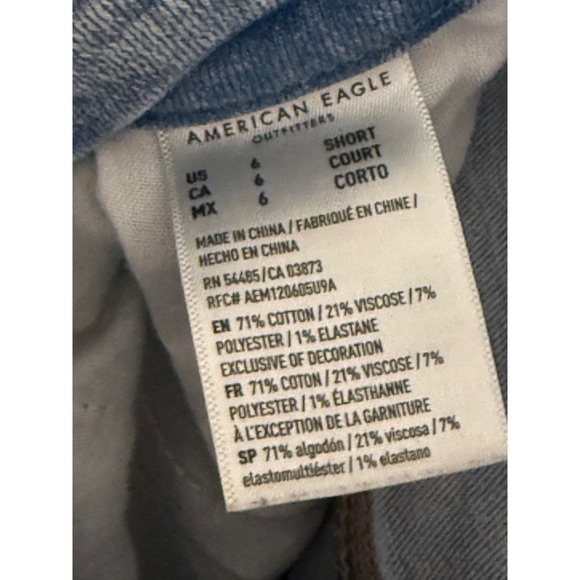 AMERICAN EAGLE
OUTFITTERS
US 6 SHORT
CA 6 COURT
MX 6 CORTO
MADE IN CHINA / FABRIQUÉ EN CHINE /
HECHO EN CHINA
RN 54485 / CA 03873
RFC# AEM120605U9A
EN 71% COTTON / 21% VISCOSE / 7%
POLYESTER / 1% ELASTANE
EXCLUSIVE OF DECORATION
FR 71% COTON / 21% VISCOSE / 7%
POLYESTER / 1% ÉLASTHANNE
À L'EXCEPTION DE LA GARNITURE
SP 71% algodón / 21% viscosa / 7%
elastomultiéster / 1% elastano